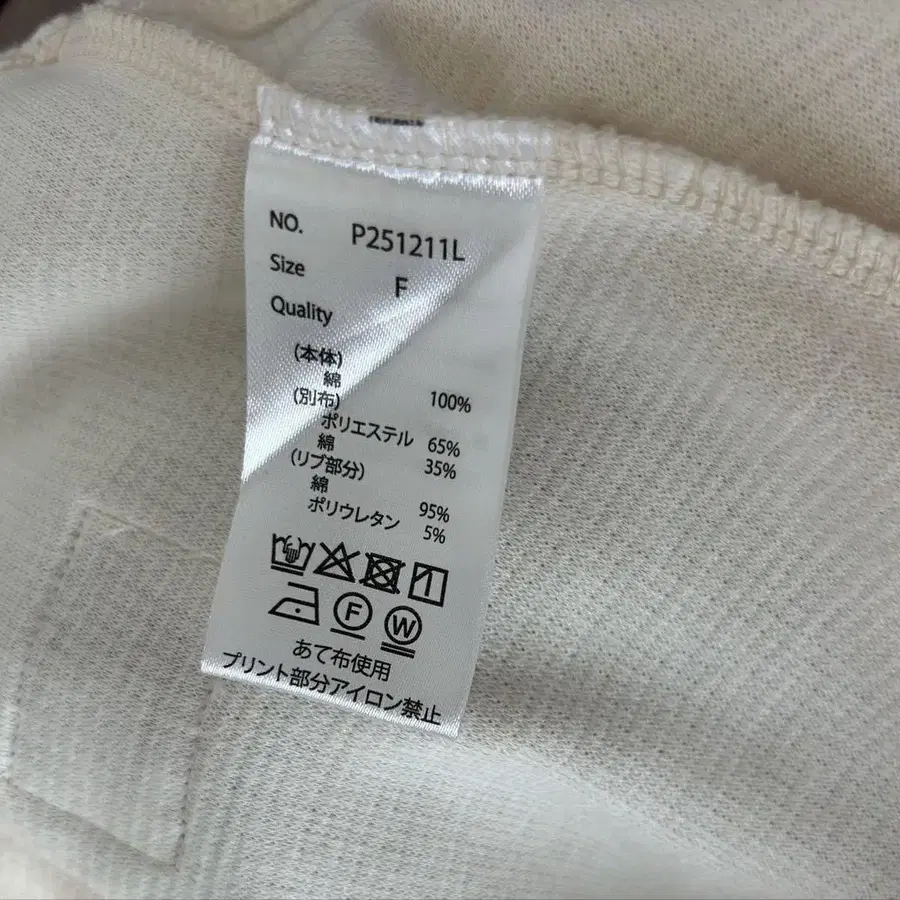 NO. P251211L
Size F
Quality
(本体)
綿 100%
(別布)
ポリエステル 65%
綿 35%
(リブ部分)
綿 95%
ポリウレタン 5%
F W
あて布使用
プリント部分アイロン禁止